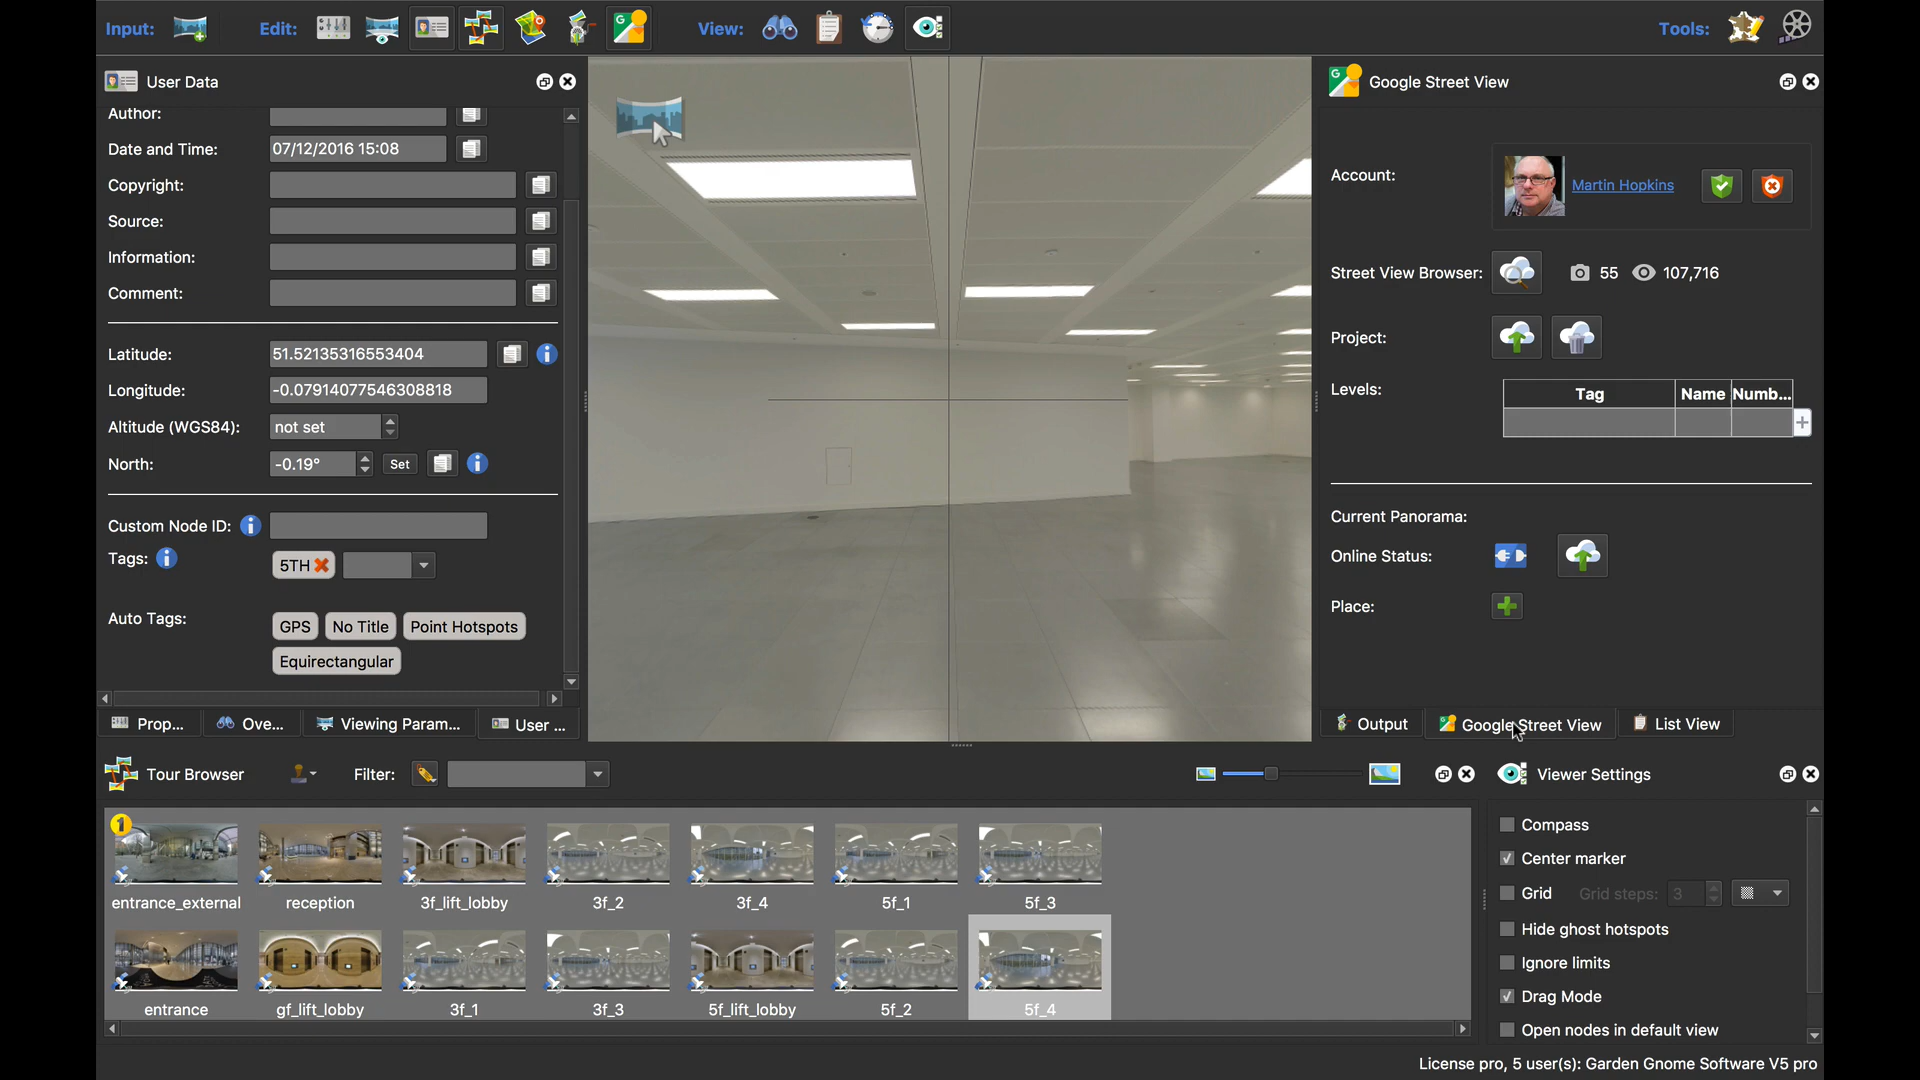 Input:
Edit:
View:
Tools:
User Data
Author:
Date and Time: 07/12/2016 15:08
Copyright:
Source:
Information:
Comment:
Latitude: 51.52135316553404
Longitude: -0.07914077546308818
Altitude (WGS84): not set
North: -0.19° Set
Custom Node ID:
Tags: 5TH
Auto Tags: GPS No Title Point Hotspots
Equirectangular
Prop... Ove... Viewing Param... User ...
Google Street View
Account: Martin Hopkins
Street View Browser: 55 107,716
Project:
Levels: Tag Name Numb...
Current Panorama:
Online Status:
Place:
Output Google Street View List View
Tour Browser Filter:
1
entrance_external reception 3f_lift_lobby 3f_2 3f_4 5f_1 5f_3
entrance gf_lift_lobby 3f_1 3f_3 5f_lift_lobby 5f_2 5f_4
Viewer Settings
Compass
Center marker
Grid Grid steps: 3
Hide ghost hotspots
Ignore limits
Drag Mode
Open nodes in default view
License pro, 5 user(s): Garden Gnome Software V5 pro